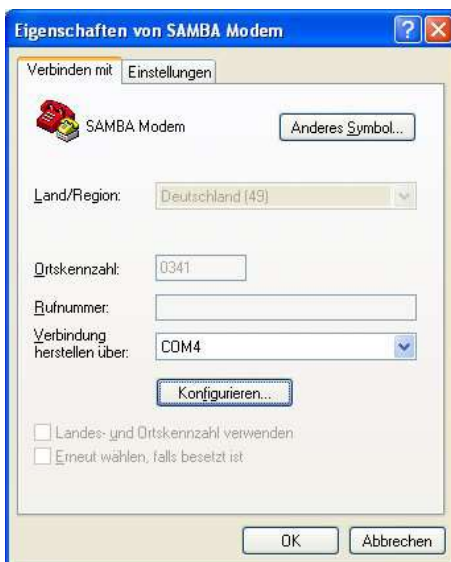 Eigenschaften von SAMBA Modem
Verbinden mit
Einstellungen
SAMBA Modem
Anderes Symbol...
Land/Region:
Deutschland (49)
Ortskennzahl:
0341
Rufnummer:
Verbindung
herstellen über:
COM4
Konfigurieren...
Landes- und Ortskennzahl verwenden
Erneut wählen, falls besetzt ist
OK
Abbrechen